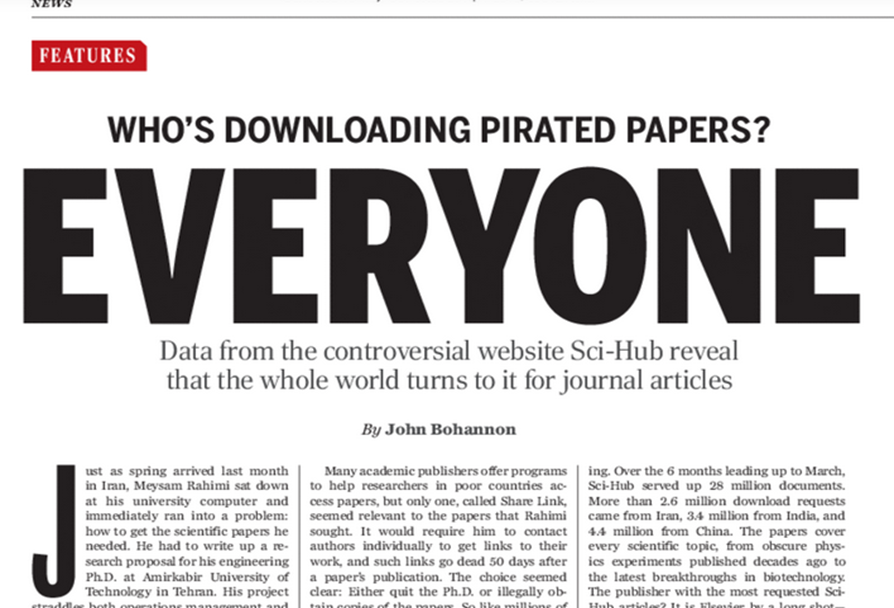 NEWS
FEATURES
WHO'S DOWNLOADING PIRATED PAPERS?
EVERYONE
Data from the controversial website Sci-Hub reveal
that the whole world turns to it for journal articles
By John Bohannon
Just as spring arrived last month
in Iran, Meysam Rahimi sat down
at his university computer and
immediately ran into a problem:
how to get the scientific papers he
needed. He had to write up a re-
search proposal for his engineering
Ph.D. at Amirkabir University of
Technology in Tehran. His project
straddles both operations management and
Many academic publishers offer programs
to help researchers in poor countries ac-
cess papers, but only one, called Share Link,
seemed relevant to the papers that Rahimi
sought. It would require him to contact
authors individually to get links to their
work, and such links go dead 50 days after
a paper's publication. The choice seemed
clear: Either quit the Ph.D. or illegally ob-
tain copies of the papers. So like millions of
ing. Over the 6 months leading up to March,
Sci-Hub served up 28 million documents.
More than 2.6 million download requests
came from Iran, 3.4 million from India, and
4.4 million from China. The papers cover
every scientific topic, from obscure phys-
ics experiments published decades ago to
the latest breakthroughs in biotechnology.
The publisher with the most requested Sci-
Hub articles? It is Elsevier by a long shot—